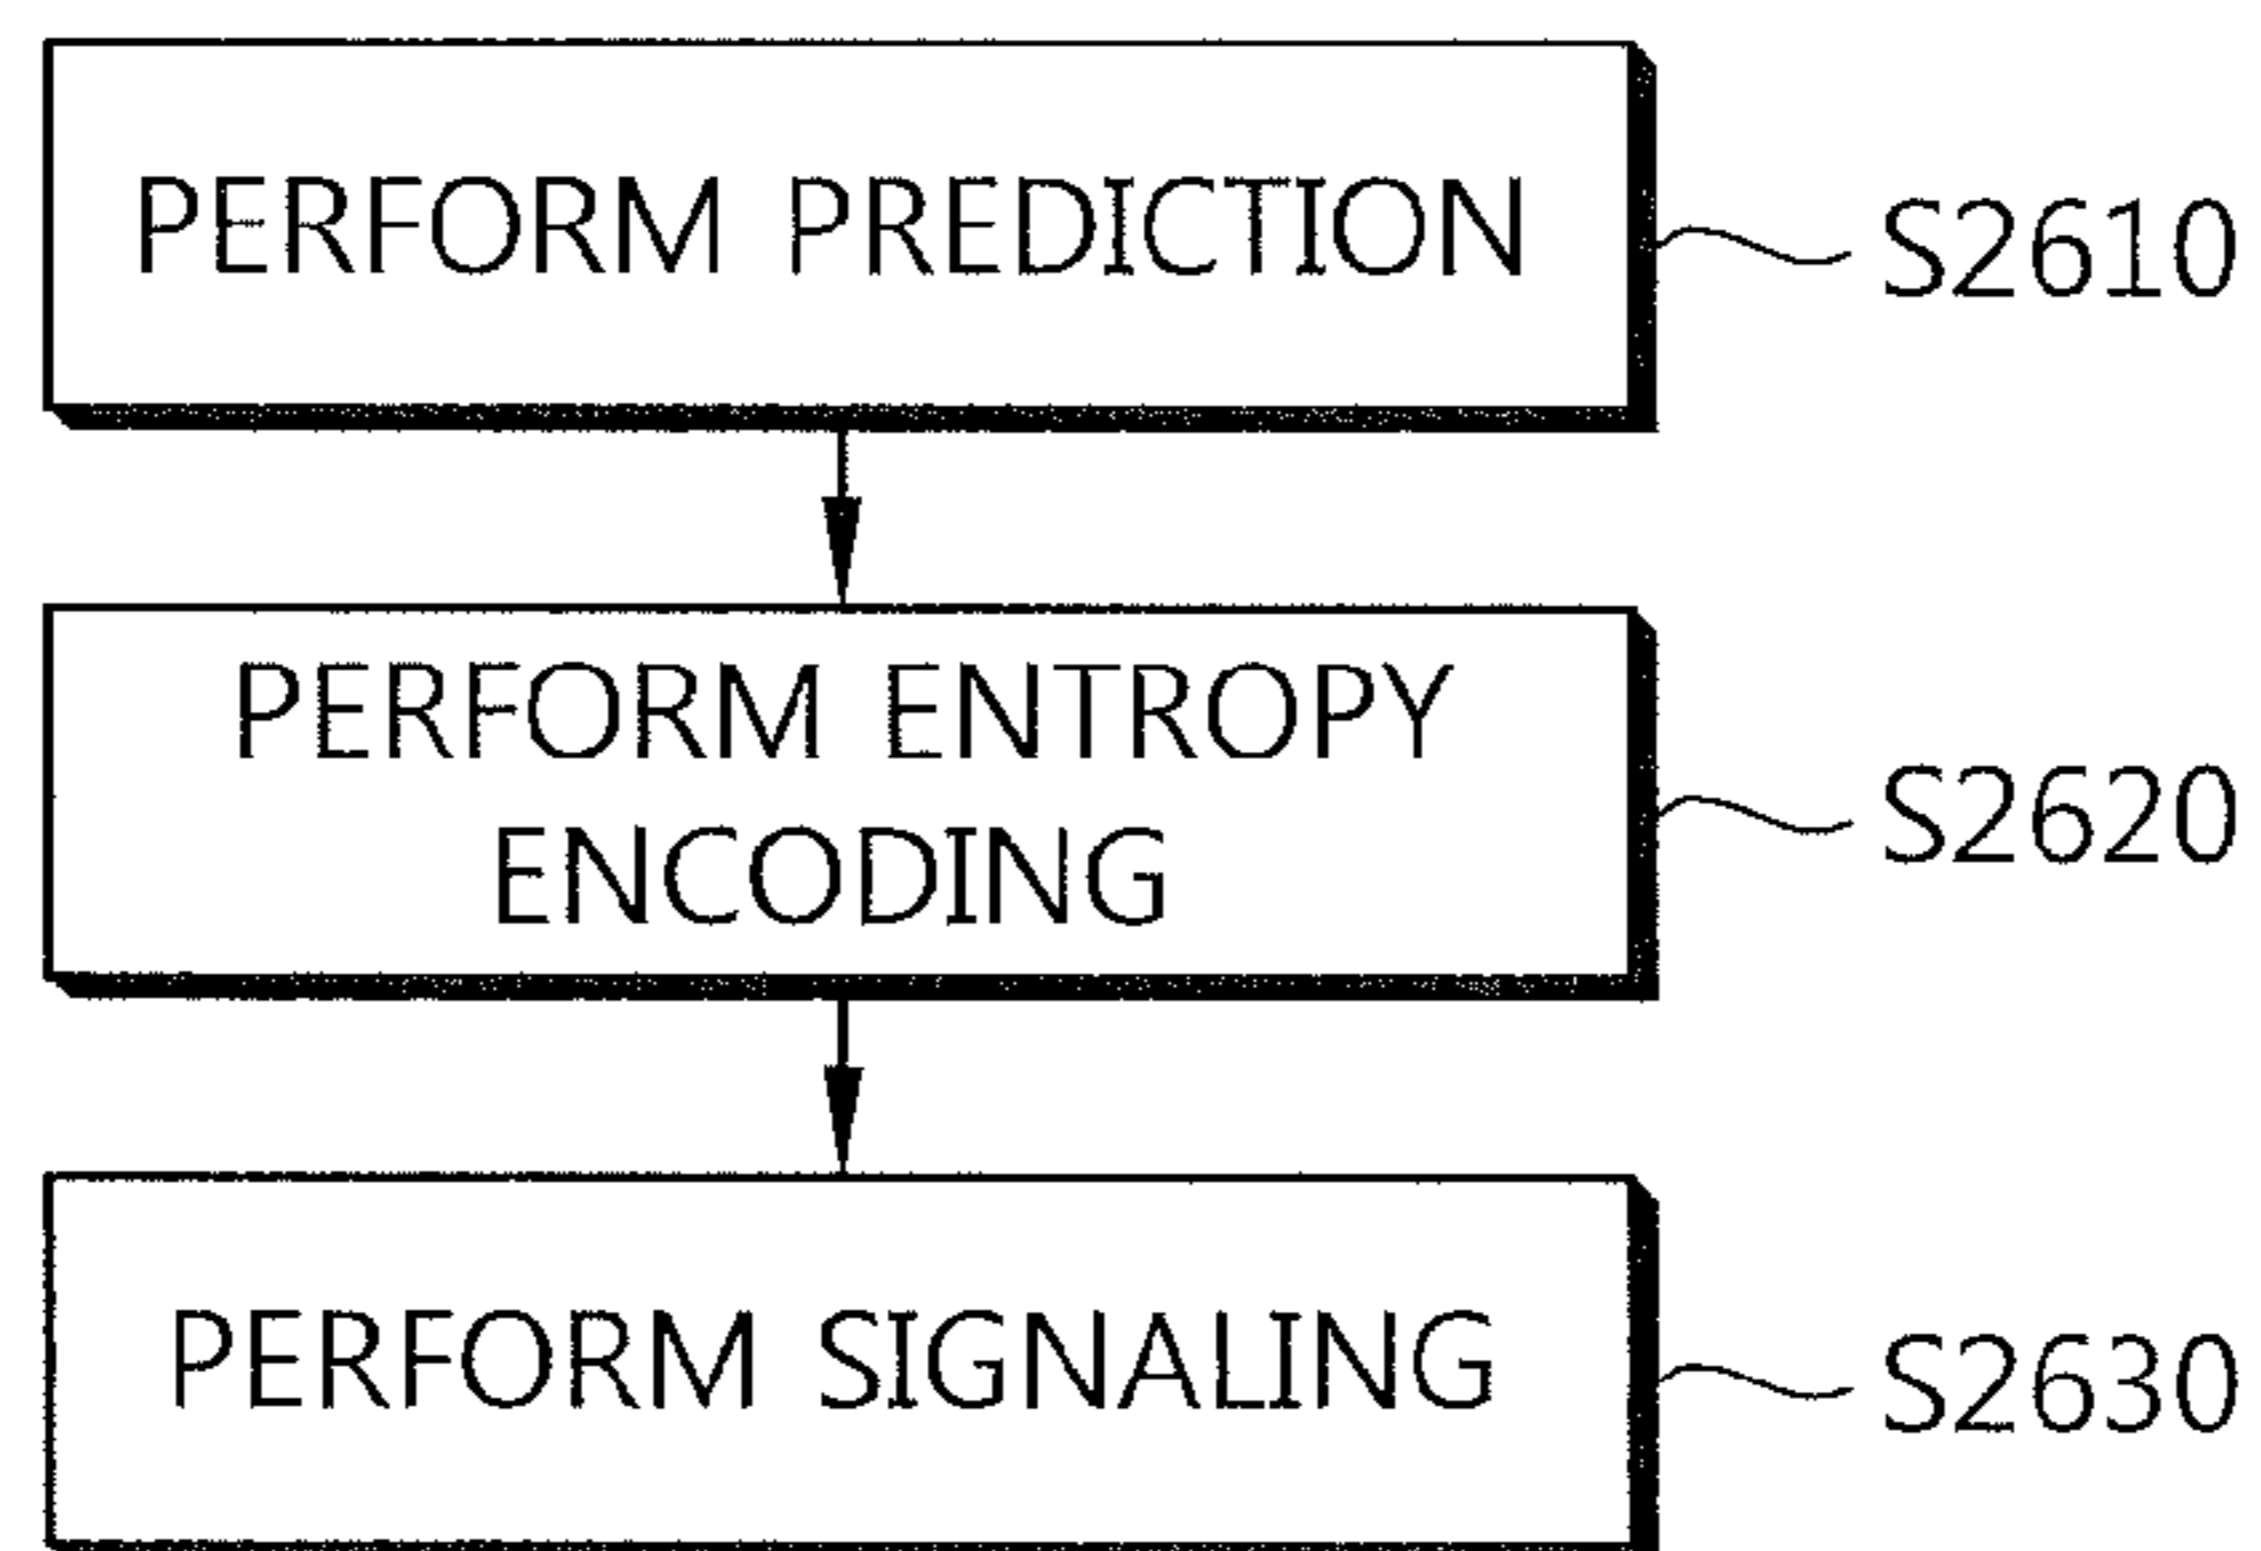 PERFORM PREDICTION
S2610
PERFORM ENTROPY
ENCODING
S2620
PERFORM SIGNALING
S2630